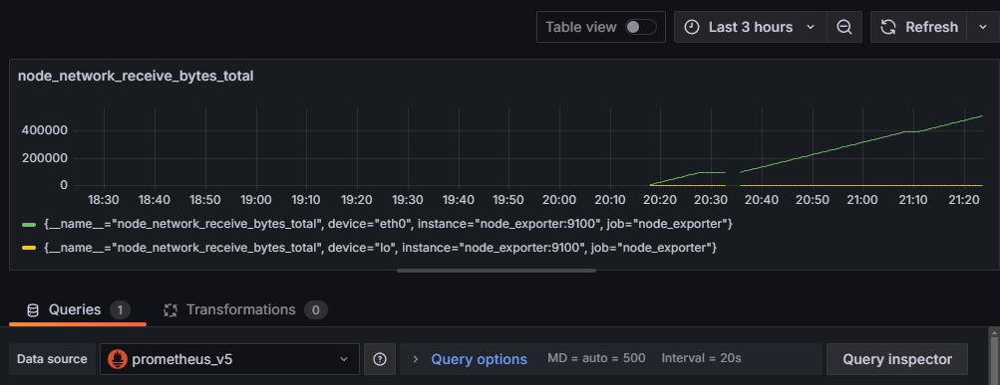 Table view Last 3 hours Refresh
node_network_receive_bytes_total
400000
200000
0
18:30 18:40 18:50 19:00 19:10 19:20 19:30 19:40 19:50 20:00 20:10 20:20 20:30 20:40 20:50 21:00 21:10 21:20
{__name__="node_network_receive_bytes_total", device="eth0", instance="node_exporter:9100", job="node_exporter"}
{__name__="node_network_receive_bytes_total", device="lo", instance="node_exporter:9100", job="node_exporter"}
Queries 1 Transformations 0
Data source prometheus_v5 ? > Query options MD = auto = 500 Interval = 20s Query inspector